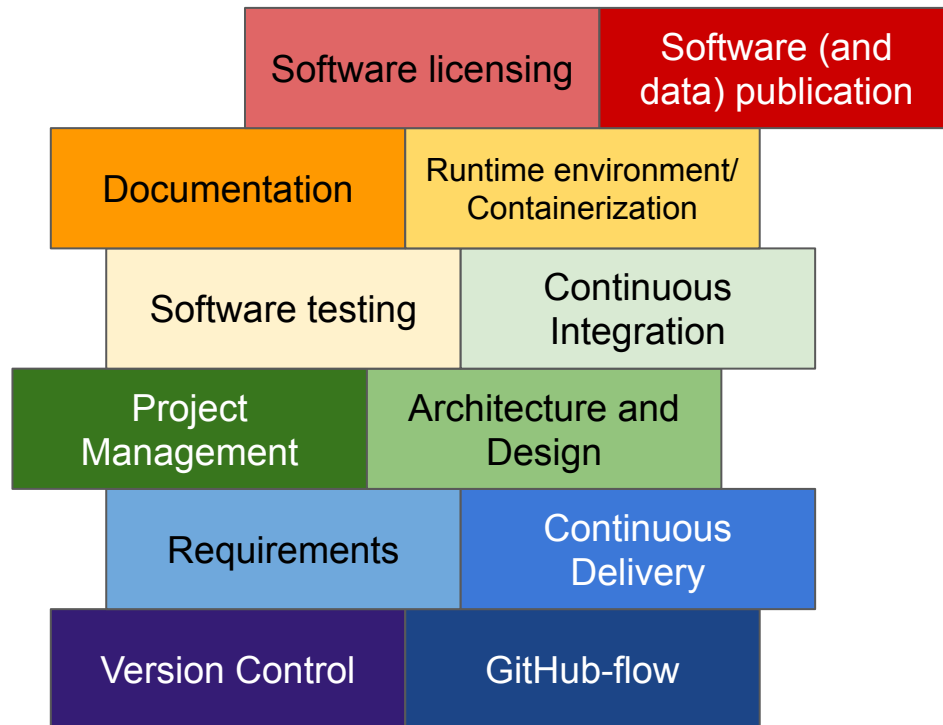 Software licensing
Software (and
data) publication
Documentation
Runtime environment/
Containerization
Software testing
Continuous
Integration
Project
Management
Architecture and
Design
Requirements
Continuous
Delivery
Version Control
GitHub-flow